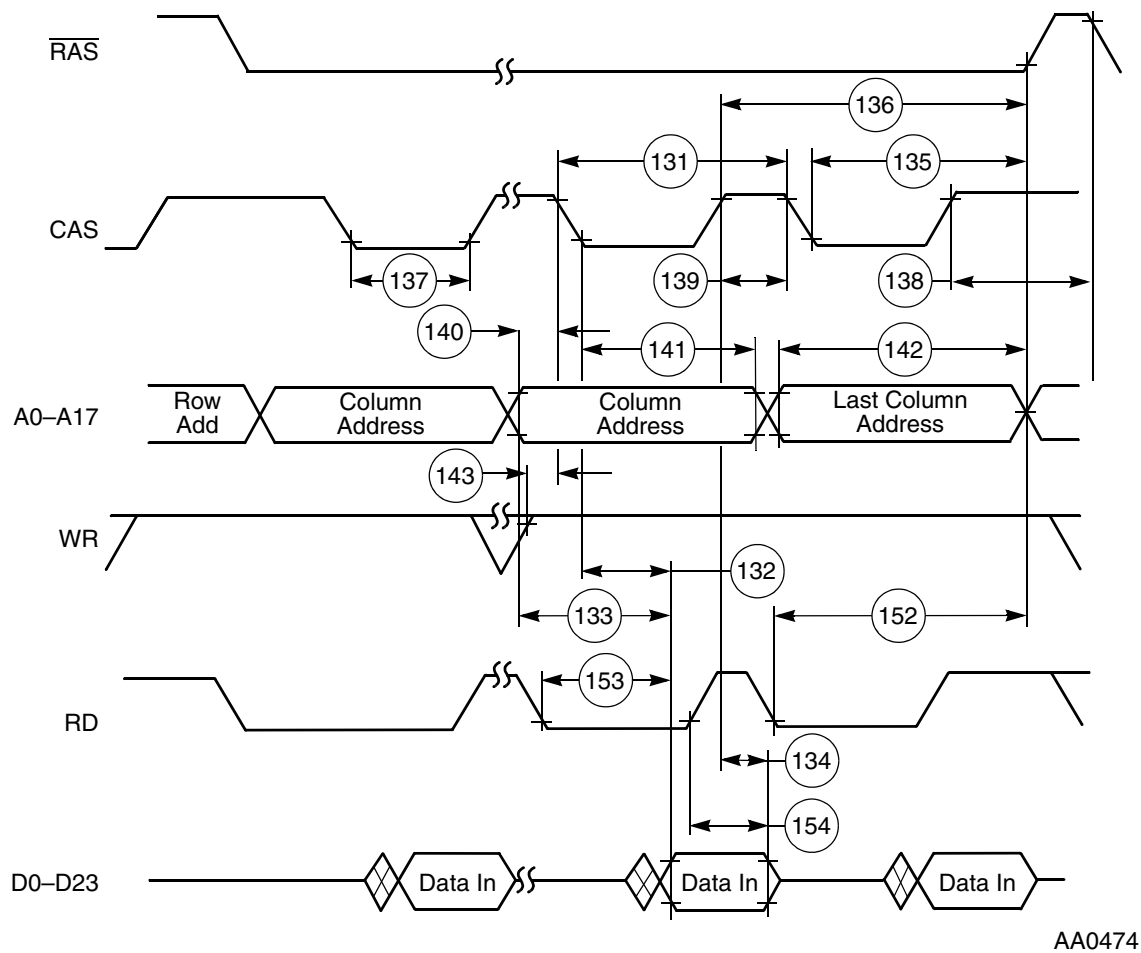 RAS
136
131
135
CAS
137
139
138
140
141
142
A0–A17
Row
Add
Column
Address
Column
Address
Last Column
Address
143
WR
132
133
152
153
RD
134
154
D0–D23
Data In
Data In
Data In
AA0474